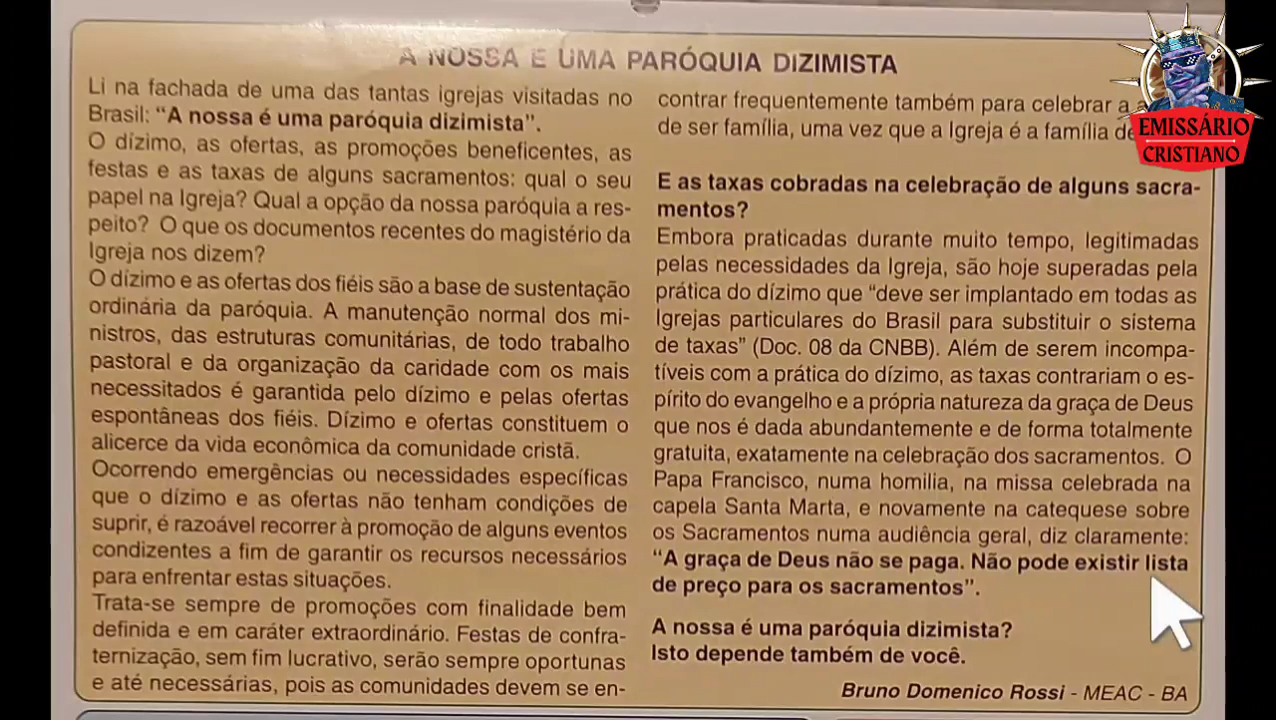 A NOSSA É UMA PARÓQUIA DIZIMISTA
Li na fachada de uma das tantas igrejas visitadas no
Brasil: “A nossa é uma paróquia dizimista”.
O dízimo, as ofertas, as promoções beneficentes, as
festas e as taxas de alguns sacramentos: qual o seu
papel na Igreja? Qual a opção da nossa paróquia a res-
peito? O que os documentos recentes do magistério da
Igreja nos dizem?
O dízimo e as ofertas dos fiéis são a base de sustentação
ordinária da paróquia. A manutenção normal dos mi-
nistros, das estruturas comunitárias, de todo trabalho
pastoral e da organização da caridade com os mais
necessitados é garantida pelo dízimo e pelas ofertas
espontâneas dos fiéis. Dízimo e ofertas constituem o
alicerce da vida econômica da comunidade cristã.
Ocorrendo emergências ou necessidades específicas
que o dízimo e as ofertas não tenham condições de
suprir, é razoável recorrer à promoção de alguns eventos
condizentes a fim de garantir os recursos necessários
para enfrentar estas situações.
Trata-se sempre de promoções com finalidade bem
definida e em caráter extraordinário. Festas de confra-
ternização, sem fim lucrativo, serão sempre oportunas
e até necessárias, pois as comunidades devem se en-
contrar frequentemente também para celebrar a
de ser família, uma vez que a Igreja é a família
E as taxas cobradas na celebração de alguns sacra-
mentos?
Embora praticadas durante muito tempo, legitimadas
pelas necessidades da Igreja, são hoje superadas pela
prática do dízimo que “deve ser implantado em todas as
Igrejas particulares do Brasil para substituir o sistema
de taxas” (Doc. 08 da CNBB). Além de serem incompa-
tíveis com a prática do dízimo, as taxas contrariam o es-
pírito do evangelho e a própria natureza da graça de Deus
que nos é dada abundantemente e de forma totalmente
gratuita, exatamente na celebração dos sacramentos. O
Papa Francisco, numa homilia, na missa celebrada na
capela Santa Marta, e novamente na catequese sobre
os Sacramentos numa audiência geral, diz claramente:
“A graça de Deus não se paga. Não pode existir lista
de preço para os sacramentos”.
A nossa é uma paróquia dizimista?
Isto depende também de você.
Bruno Domenico Rossi - MEAC - BA
EMISSÁRIO
CRISTIANO